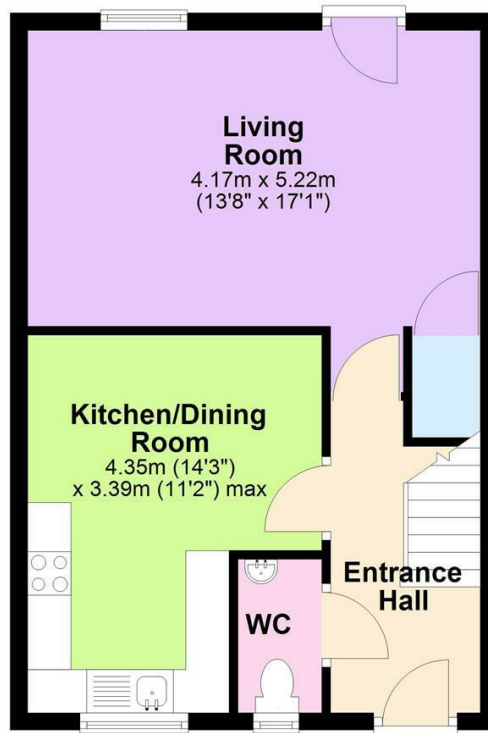 Living
Room
4.17m x 5.22m
(13'8" x 17'1")
Kitchen/Dining
Room
4.35m (14'3")
x 3.39m (11'2") max
Entrance
Hall
WC